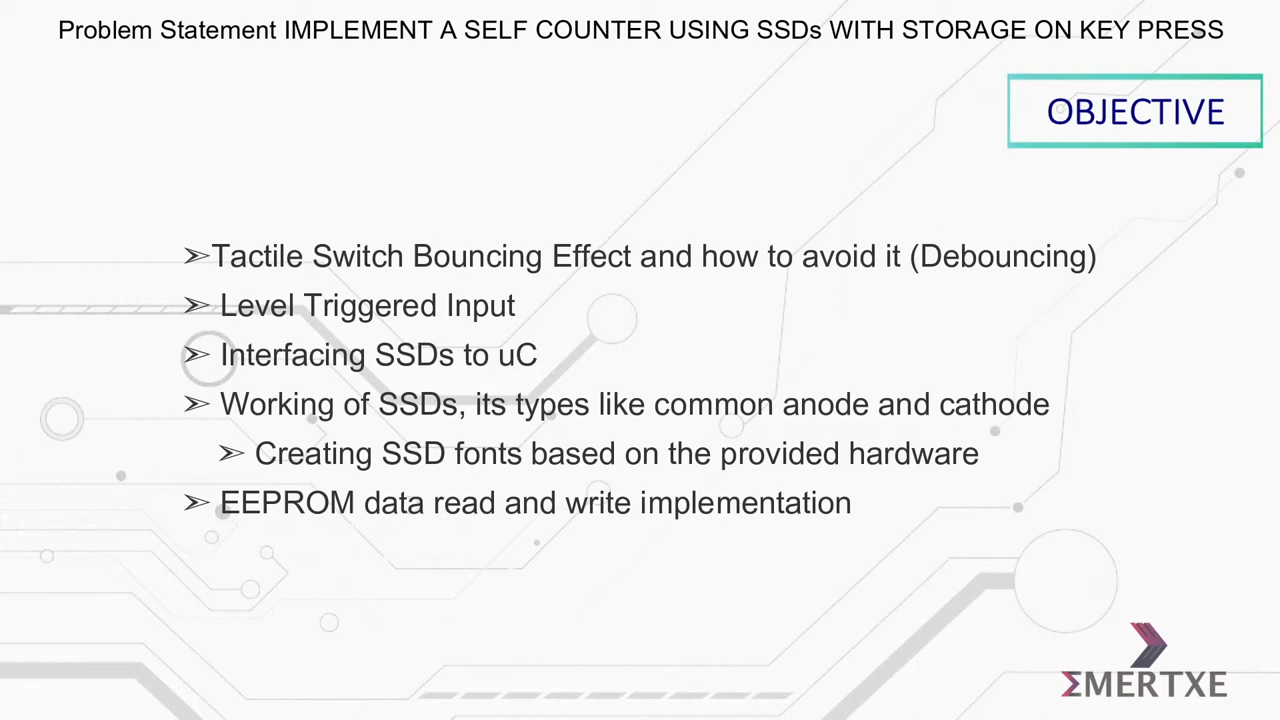 Problem Statement IMPLEMENT A SELF COUNTER USING SSDs WITH STORAGE ON KEY PRESS
OBJECTIVE
➢Tactile Switch Bouncing Effect and how to avoid it (Debouncing)
➢ Level Triggered Input
➢ Interfacing SSDs to uC
➢ Working of SSDs, its types like common anode and cathode
➢ Creating SSD fonts based on the provided hardware
➢ EEPROM data read and write implementation
ΣMERTXE